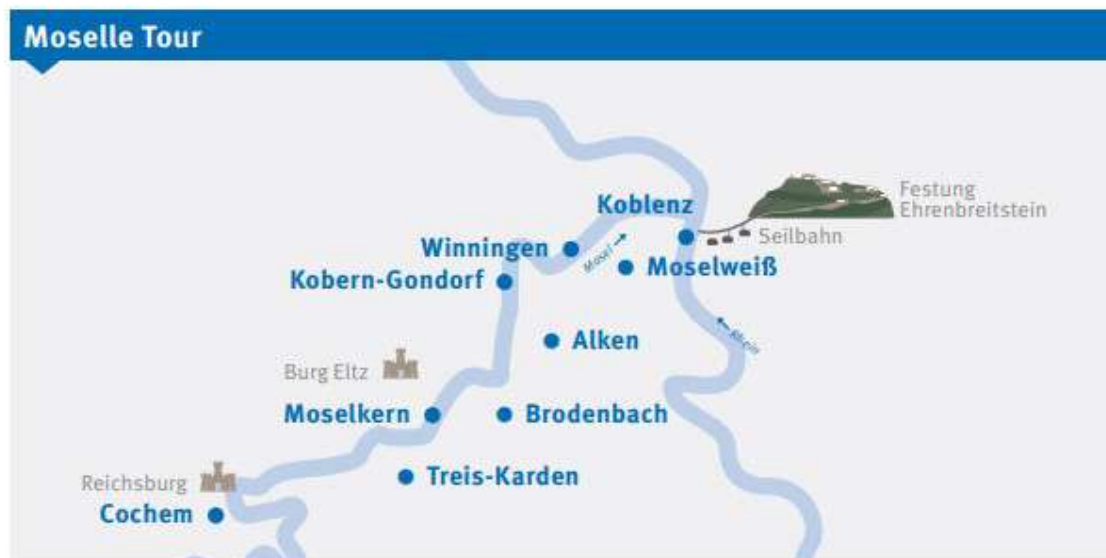 Moselle Tour
Festung
Ehrenbreitstein
Koblenz
Seilbahn
Winningen
Mosel
Moselweiß
Kobern-Gondorf
Rhein
Alken
Burg Eltz
Moselkern
Brodenbach
Treis-Karden
Reichsburg
Cochem